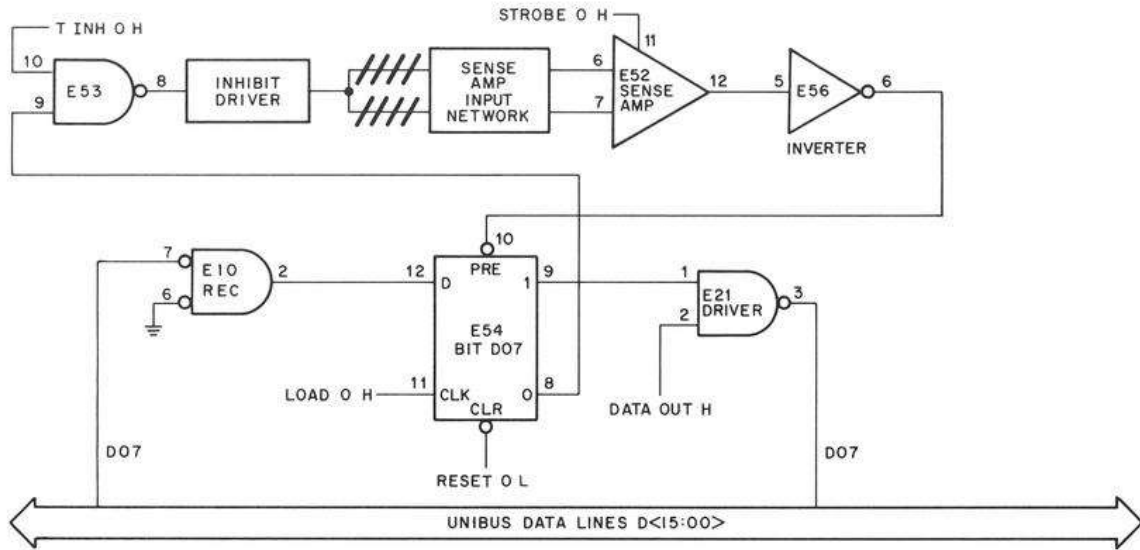 T INH 0 H
STROBE 0 H
10
9
E53
8
INHIBIT
DRIVER
SENSE
AMP
INPUT
NETWORK
6
7
11
E52
SENSE
AMP
12
5
E56
6
INVERTER
7
6
E10
REC
2
10
PRE
12
D
1
9
E54
BIT D07
LOAD 0 H
11
CLK
0
8
CLR
RESET 0 L
1
2
E21
DRIVER
3
DATA OUT H
D07
D07
UNIBUS DATA LINES D<15:00>